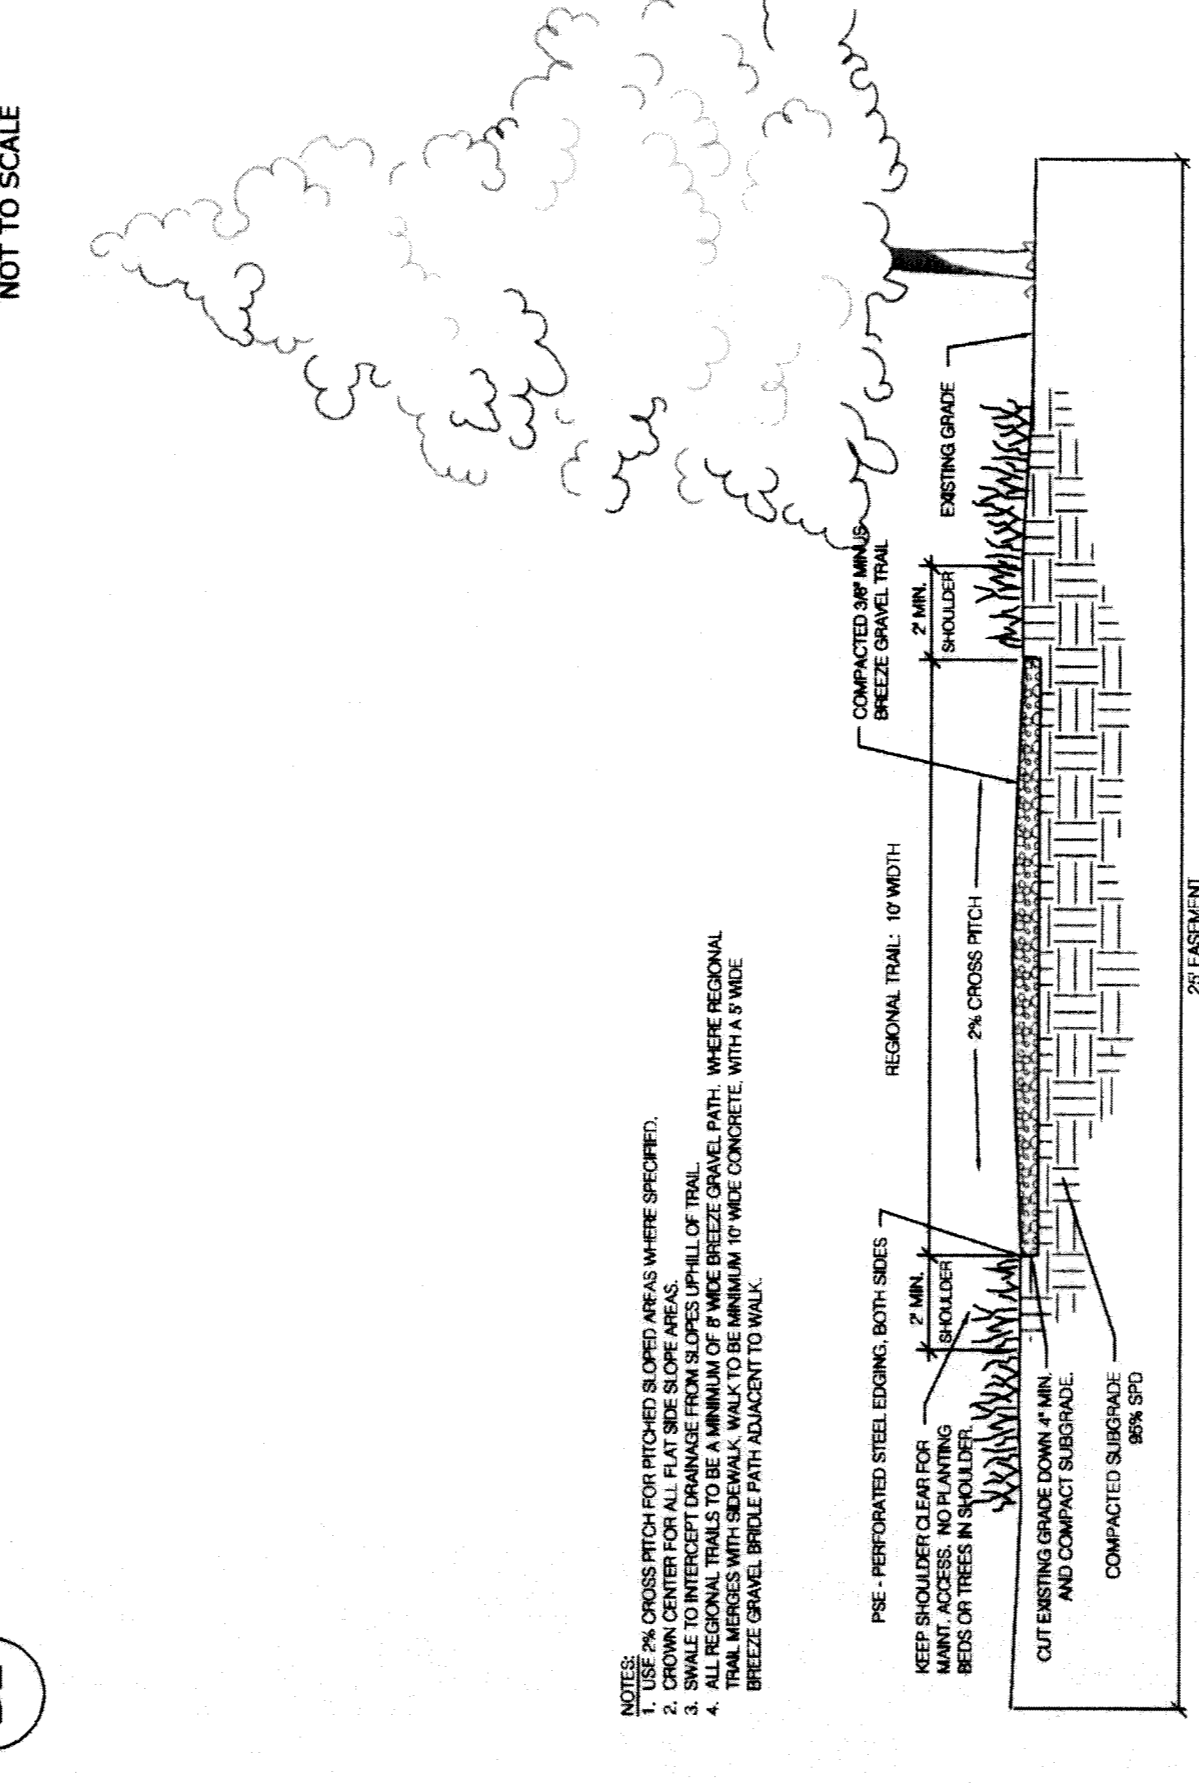 NOT TO SCALE
NOTES:
1. USE 2% CROSS PITCH FOR PITCHED SLOPED AREAS WHERE SPECIFIED.
2. CROWN CENTER FOR ALL FLAT SIDE SLOPE AREAS.
3. SWALE TO INTERCEPT DRAINAGE FROM SLOPES UPHILL OF TRAIL.
4. ALL REGIONAL TRAILS TO BE A MINIMUM OF 8' WIDE BREEZE GRAVEL PATH. WHERE REGIONAL
TRAIL MERGES WITH SIDEWALK, WALK TO BE MINIMUM 10' WIDE CONCRETE, WITH A 5' WIDE
BREEZE GRAVEL BRIDLE PATH ADJACENT TO WALK.
COMPACTED 3/8" MINUS
BREEZE GRAVEL TRAIL
PSE - PERFORATED STEEL EDGING, BOTH SIDES
REGIONAL TRAIL: 10' WIDTH
KEEP SHOULDER CLEAR FOR
MAINT. ACCESS. NO PLANTING
BEDS OR TREES IN SHOULDER.
2' MIN.
SHOULDER
2% CROSS PITCH
2' MIN.
SHOULDER
EXISTING GRADE
CUT EXISTING GRADE DOWN 4" MIN.
AND COMPACT SUBGRADE.
COMPACTED SUBGRADE
95% SPD
25' EASEMENT